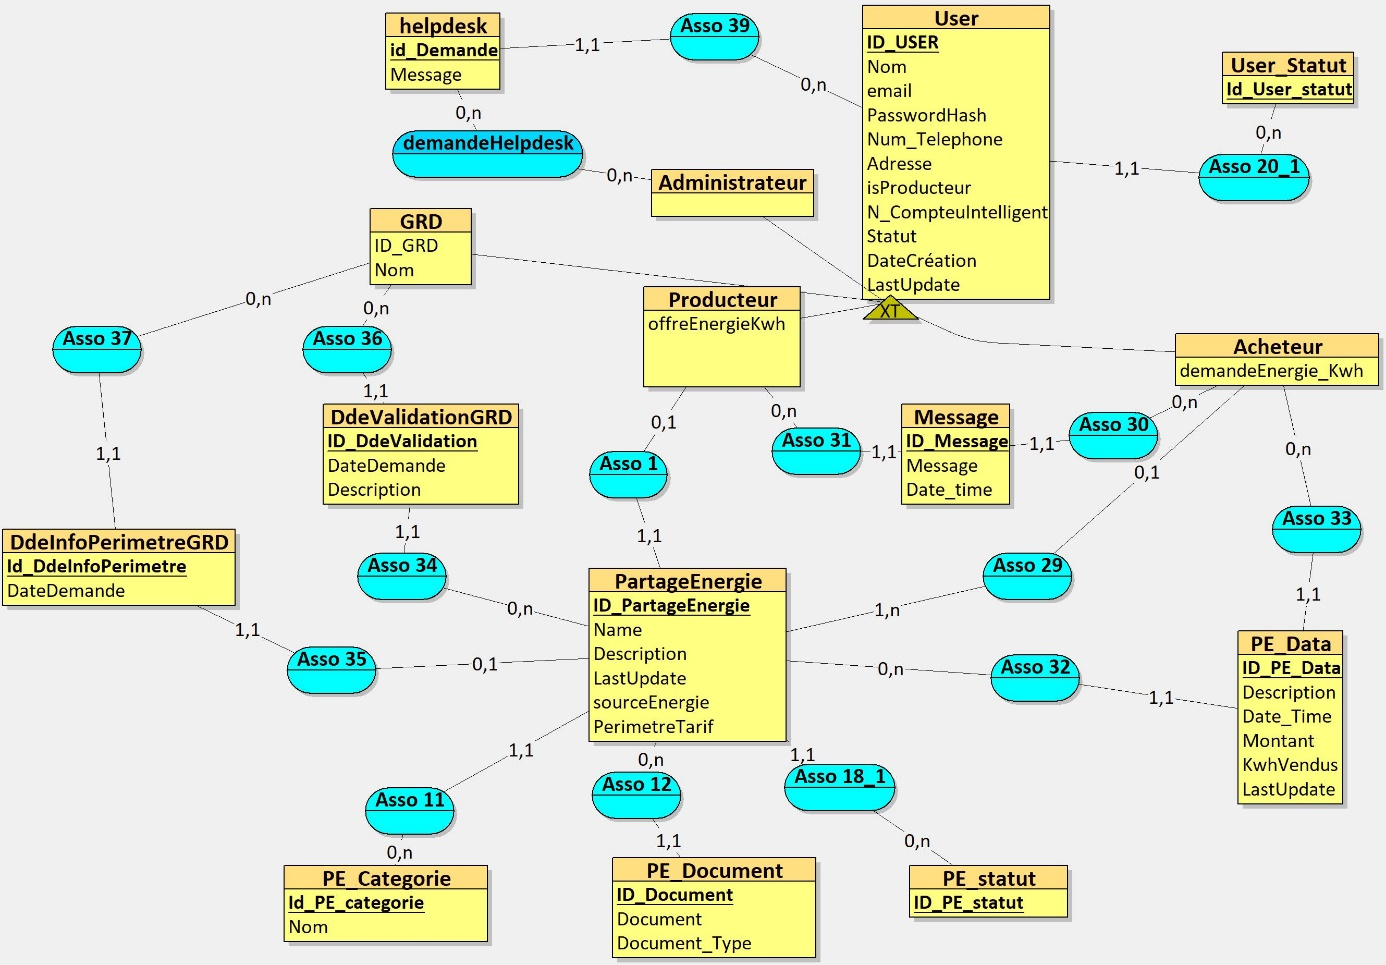 helpdesk
id_Demande
Message
1,1
Asso 39
0,n
User
ID_USER
Nom
email
PasswordHash
Num_Telephone
Adresse
isProducteur
N_CompteuIntelligent
Statut
DateCréation
LastUpdate
XT
User_Statut
Id_User_statut
0,n
Asso 20_1
1,1
0,n
demandeHelpdesk
0,n
Administrateur
GRD
ID_GRD
Nom
0,n
Asso 37
1,1
0,n
Asso 36
1,1
Producteur
offreEnergieKwh
Acheteur
demandeEnergie_Kwh
DdeValidationGRD
ID_DdeValidation
DateDemande
Description
0,1
Asso 1
1,1
0,n
Asso 31
1,1
Message
ID_Message
Message
Date_time
1,1
Asso 30
0,n
0,1
Asso 29
1,n
0,n
Asso 33
1,1
DdeInfoPerimetreGRD
Id_DdeInfoPerimetre
DateDemande
1,1
Asso 34
0,n
1,1
Asso 35
0,1
PartageEnergie
ID_PartageEnergie
Name
Description
LastUpdate
sourceEnergie
PerimetreTarif
0,n
Asso 32
1,1
PE_Data
ID_PE_Data
Description
Date_Time
Montant
KwhVendus
LastUpdate
1,1
Asso 11
0,n
0,n
Asso 12
1,1
1,1
Asso 18_1
0,n
PE_Categorie
Id_PE_categorie
Nom
PE_Document
ID_Document
Document
Document_Type
PE_statut
ID_PE_statut